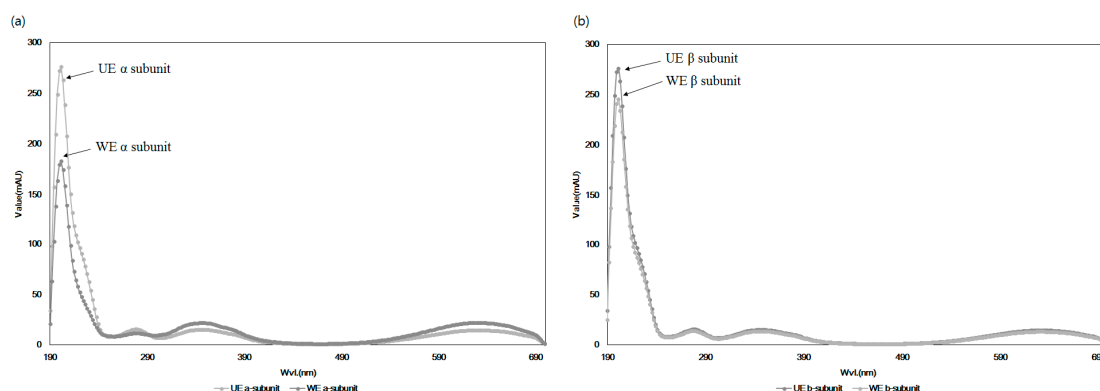 (a)
300
250
200
150
100
50
0
Value(mAU)
UE α subunit
WE α subunit
190 290 390 490 590 690
Wvl.(nm)
UE a-subunit WE a-subunit
(b)
300
250
200
150
100
50
0
Value(mAU)
UE β subunit
WE β subunit
190 290 390 490 590 690
Wvl.(nm)
UE b-subunit WE b-subunit